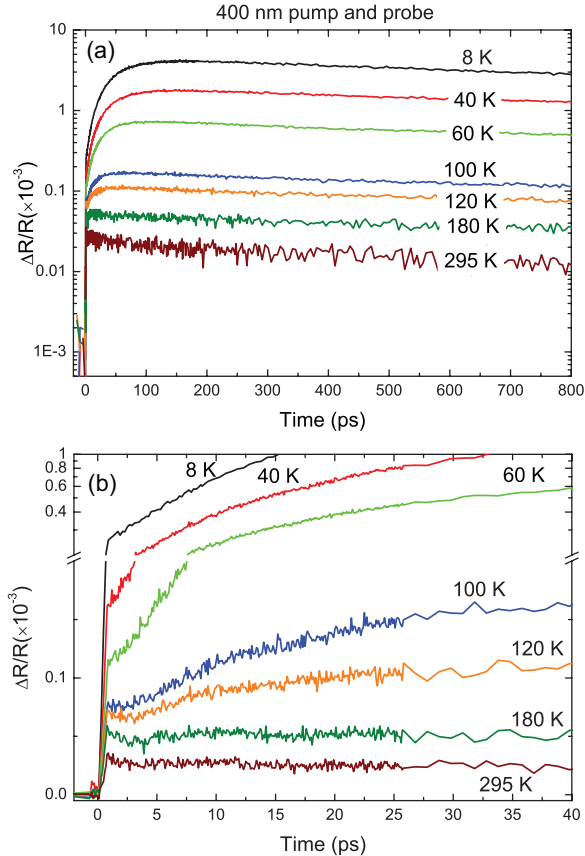 400 nm pump and probe
(a)
10
1
0.1
0.01
1E-3
ΔR/R(×10⁻³)
8 K
40 K
60 K
100 K
120 K
180 K
295 K
0 100 200 300 400 500 600 700 800
Time (ps)
(b)
1
0.8
0.6
0.4
0.1
0.0
ΔR/R(×10⁻³)
8 K
40 K
60 K
100 K
120 K
180 K
295 K
0 5 10 15 20 25 30 35 40
Time (ps)